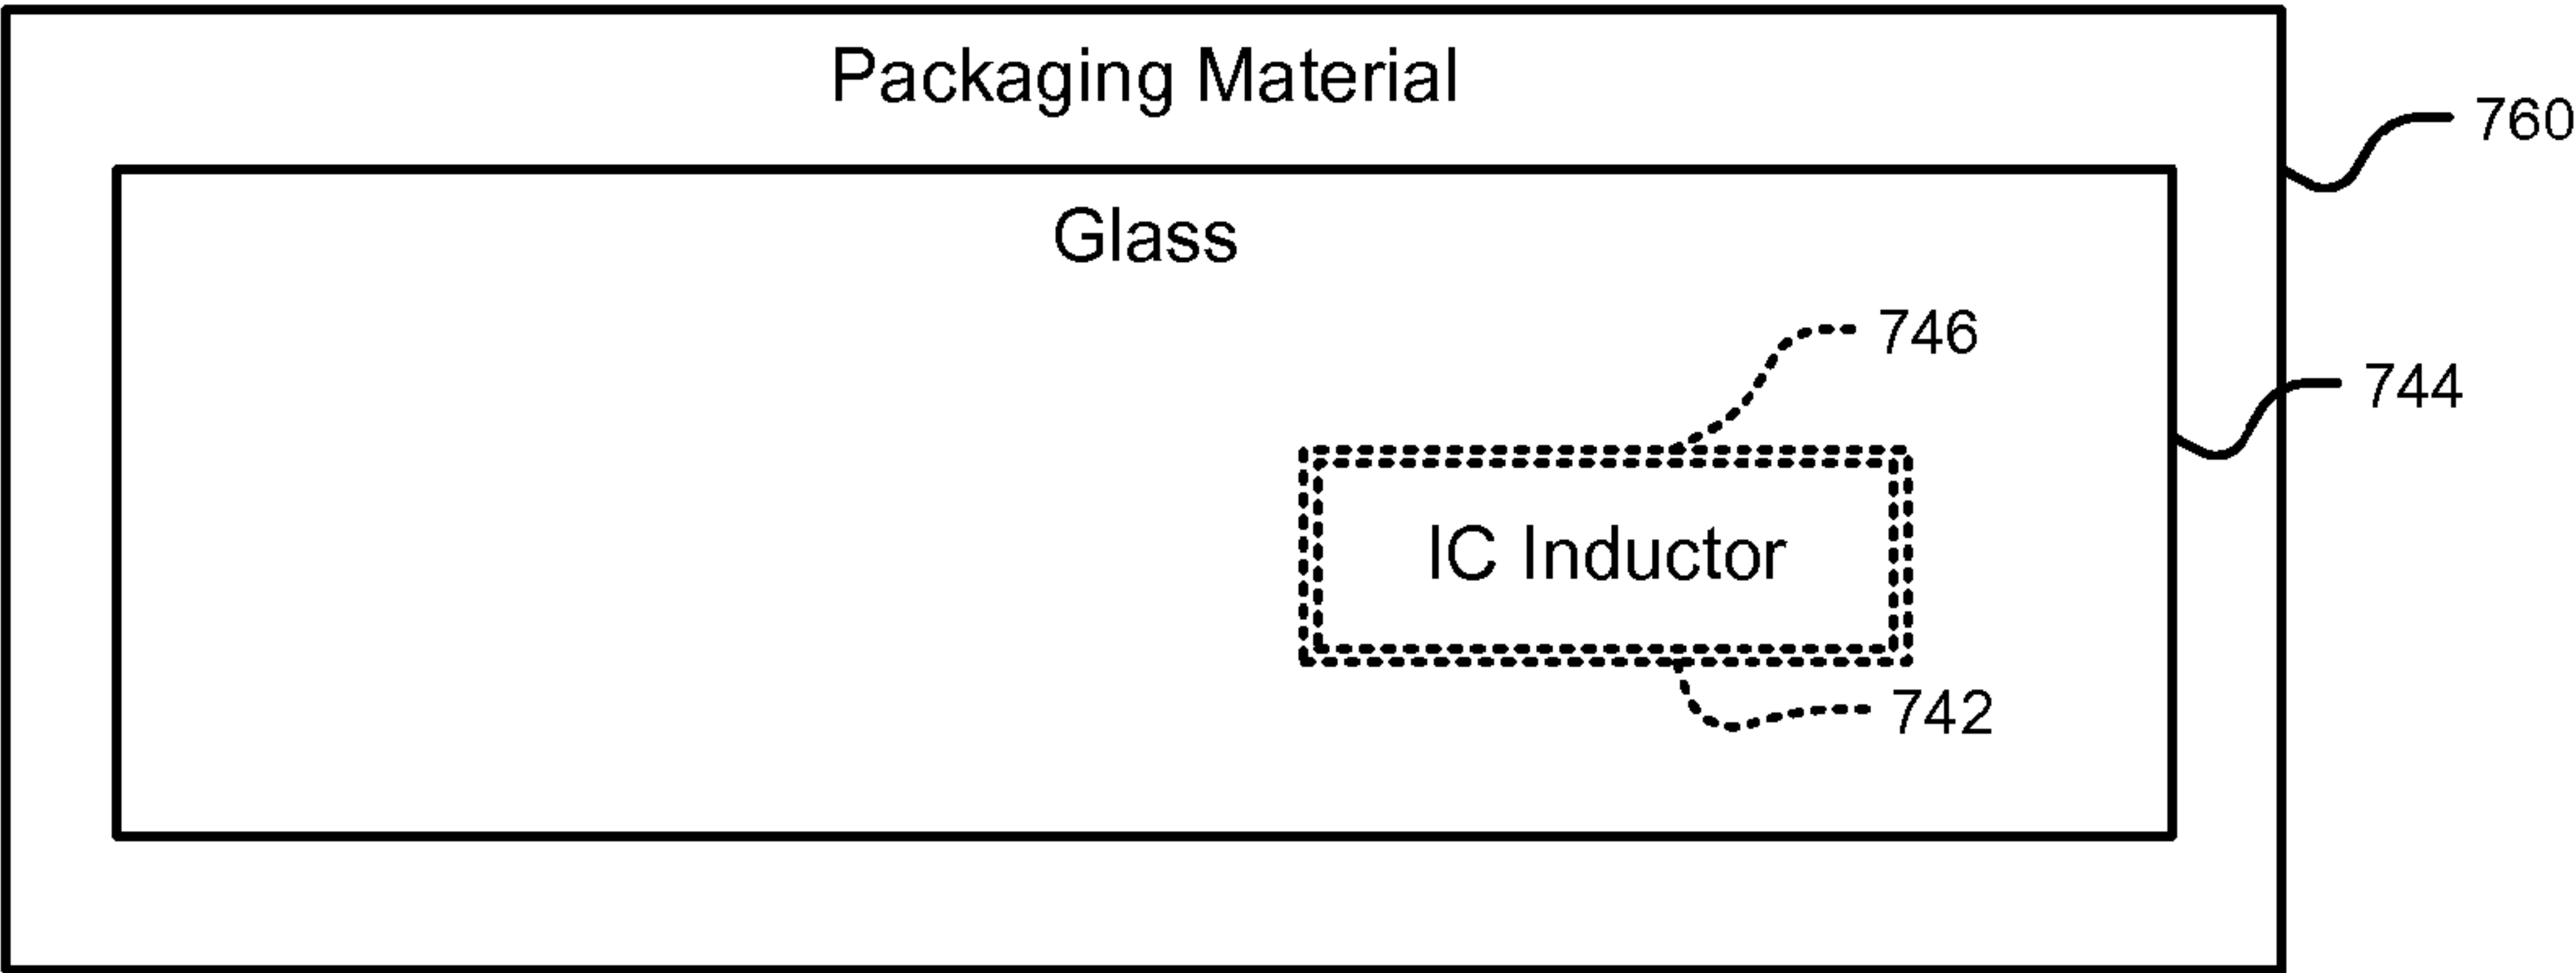 Packaging Material
760
Glass
746
744
IC Inductor
742